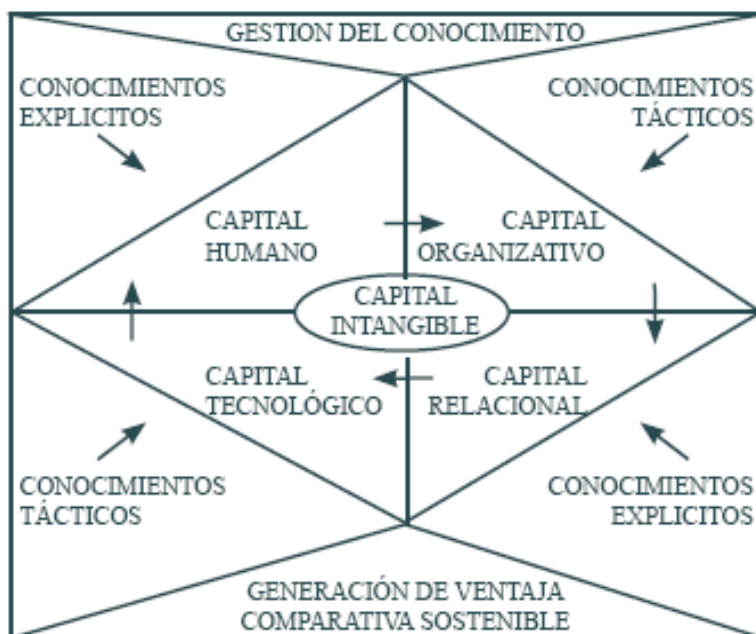 GESTION DEL CONOCIMIENTO
CONOCIMIENTOS
EXPLICITOS
CONOCIMIENTOS
TÁCTICOS
CAPITAL
HUMANO
CAPITAL
ORGANIZATIVO
CAPITAL
INTANGIBLE
CAPITAL
TECNOLÓGICO
CAPITAL
RELACIONAL
CONOCIMIENTOS
TÁCTICOS
CONOCIMIENTOS
EXPLICITOS
GENERACIÓN DE VENTAJA
COMPARATIVA SOSTENIBLE